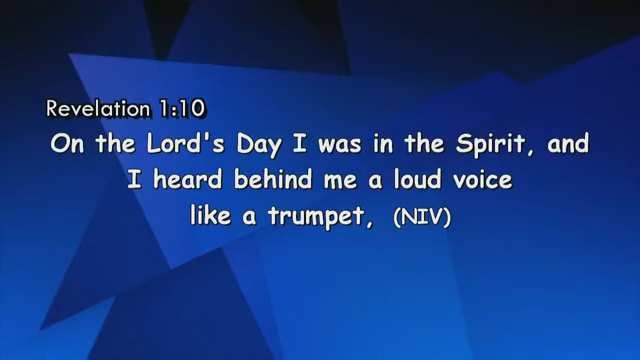 Revelation 1:10
On the Lord's Day I was in the Spirit, and
I heard behind me a loud voice
like a trumpet, (NIV)